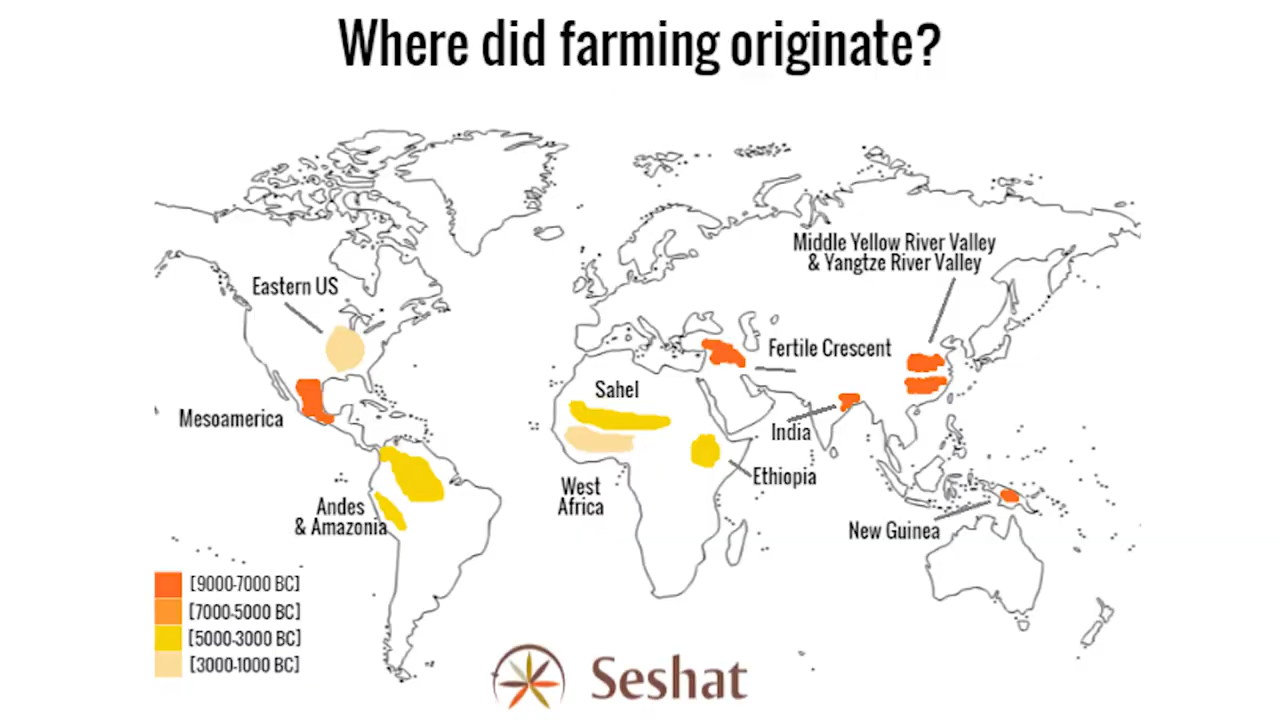 Where did farming originate?
Middle Yellow River Valley
& Yangtze River Valley
Eastern US
Fertile Crescent
Sahel
Mesoamerica
India
Ethiopia
West
Africa
Andes
& Amazonia
New Guinea
[9000-7000 BC]
[7000-5000 BC]
[5000-3000 BC]
[3000-1000 BC]
Seshat